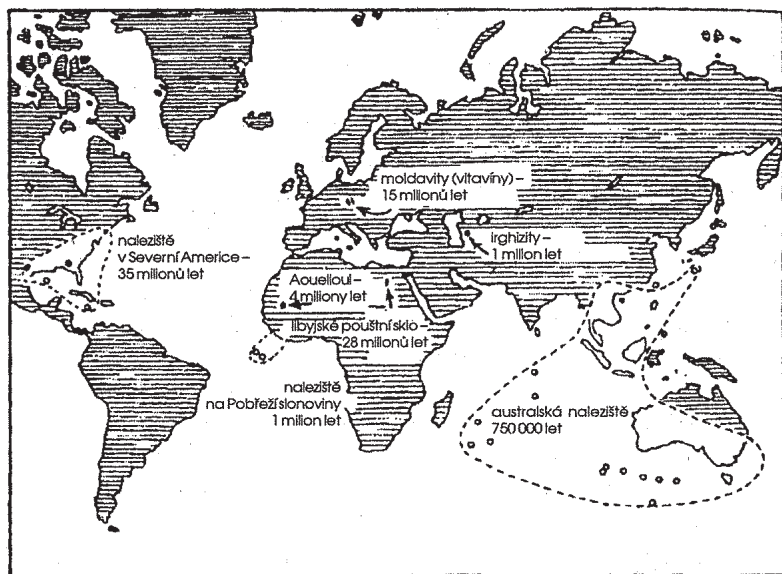 moldavity (vltavíny) –
15 milionů let
naleziště
v Severní Americe –
35 milionů let
irghizity –
1 milion let
Aouelloul –
4 miliony let
libyjské pouštní sklo –
28 milionů let
naleziště
na Pobřeží slonoviny
1 milion let
australská naleziště
750 000 let